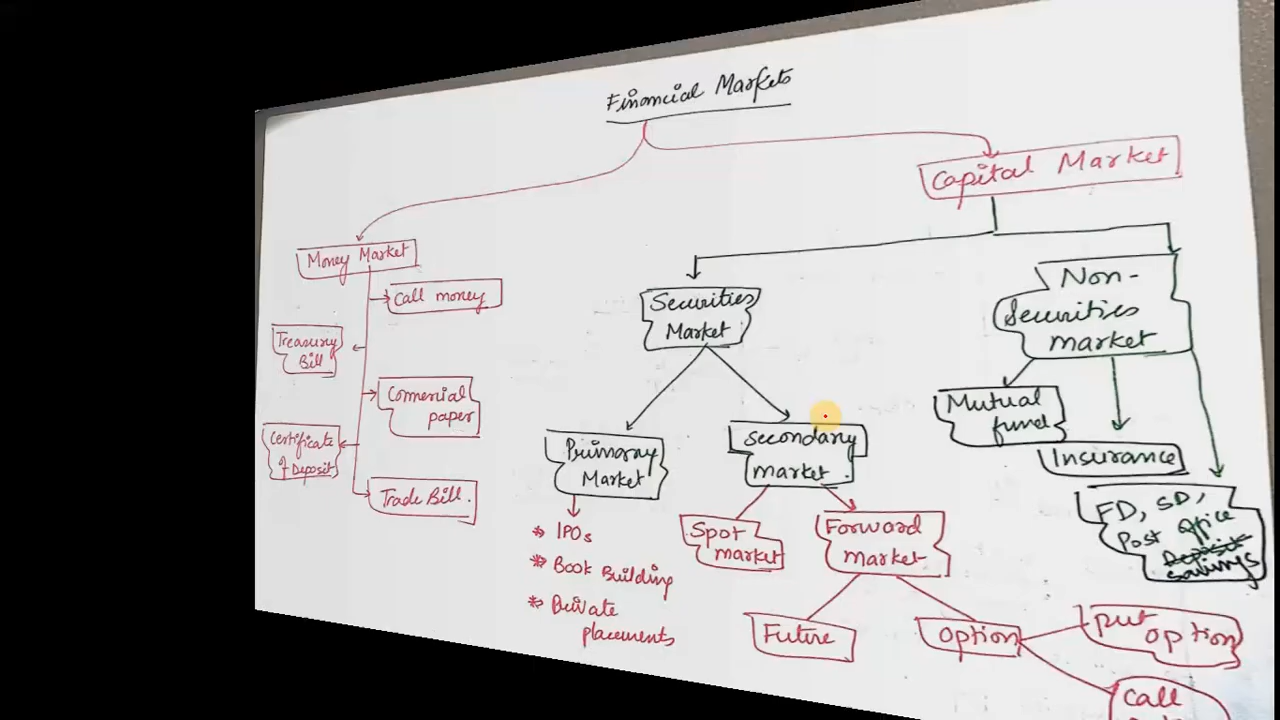 Financial Markets
Capital Market
Money Market
Call money
Treasury
Bill
Comercial
paper
Certificate
of Deposit
Trade Bill.
Securities
Market
Non-
Securities
market
Primary
Market
Secondary
market.
Mutual
fund
Insurance
FD, SD,
Post Office
Deposit
savings
* IPOs
* Book Building
* Private
placements
Spot
market
Forward
market
Future
option
put
option
Call